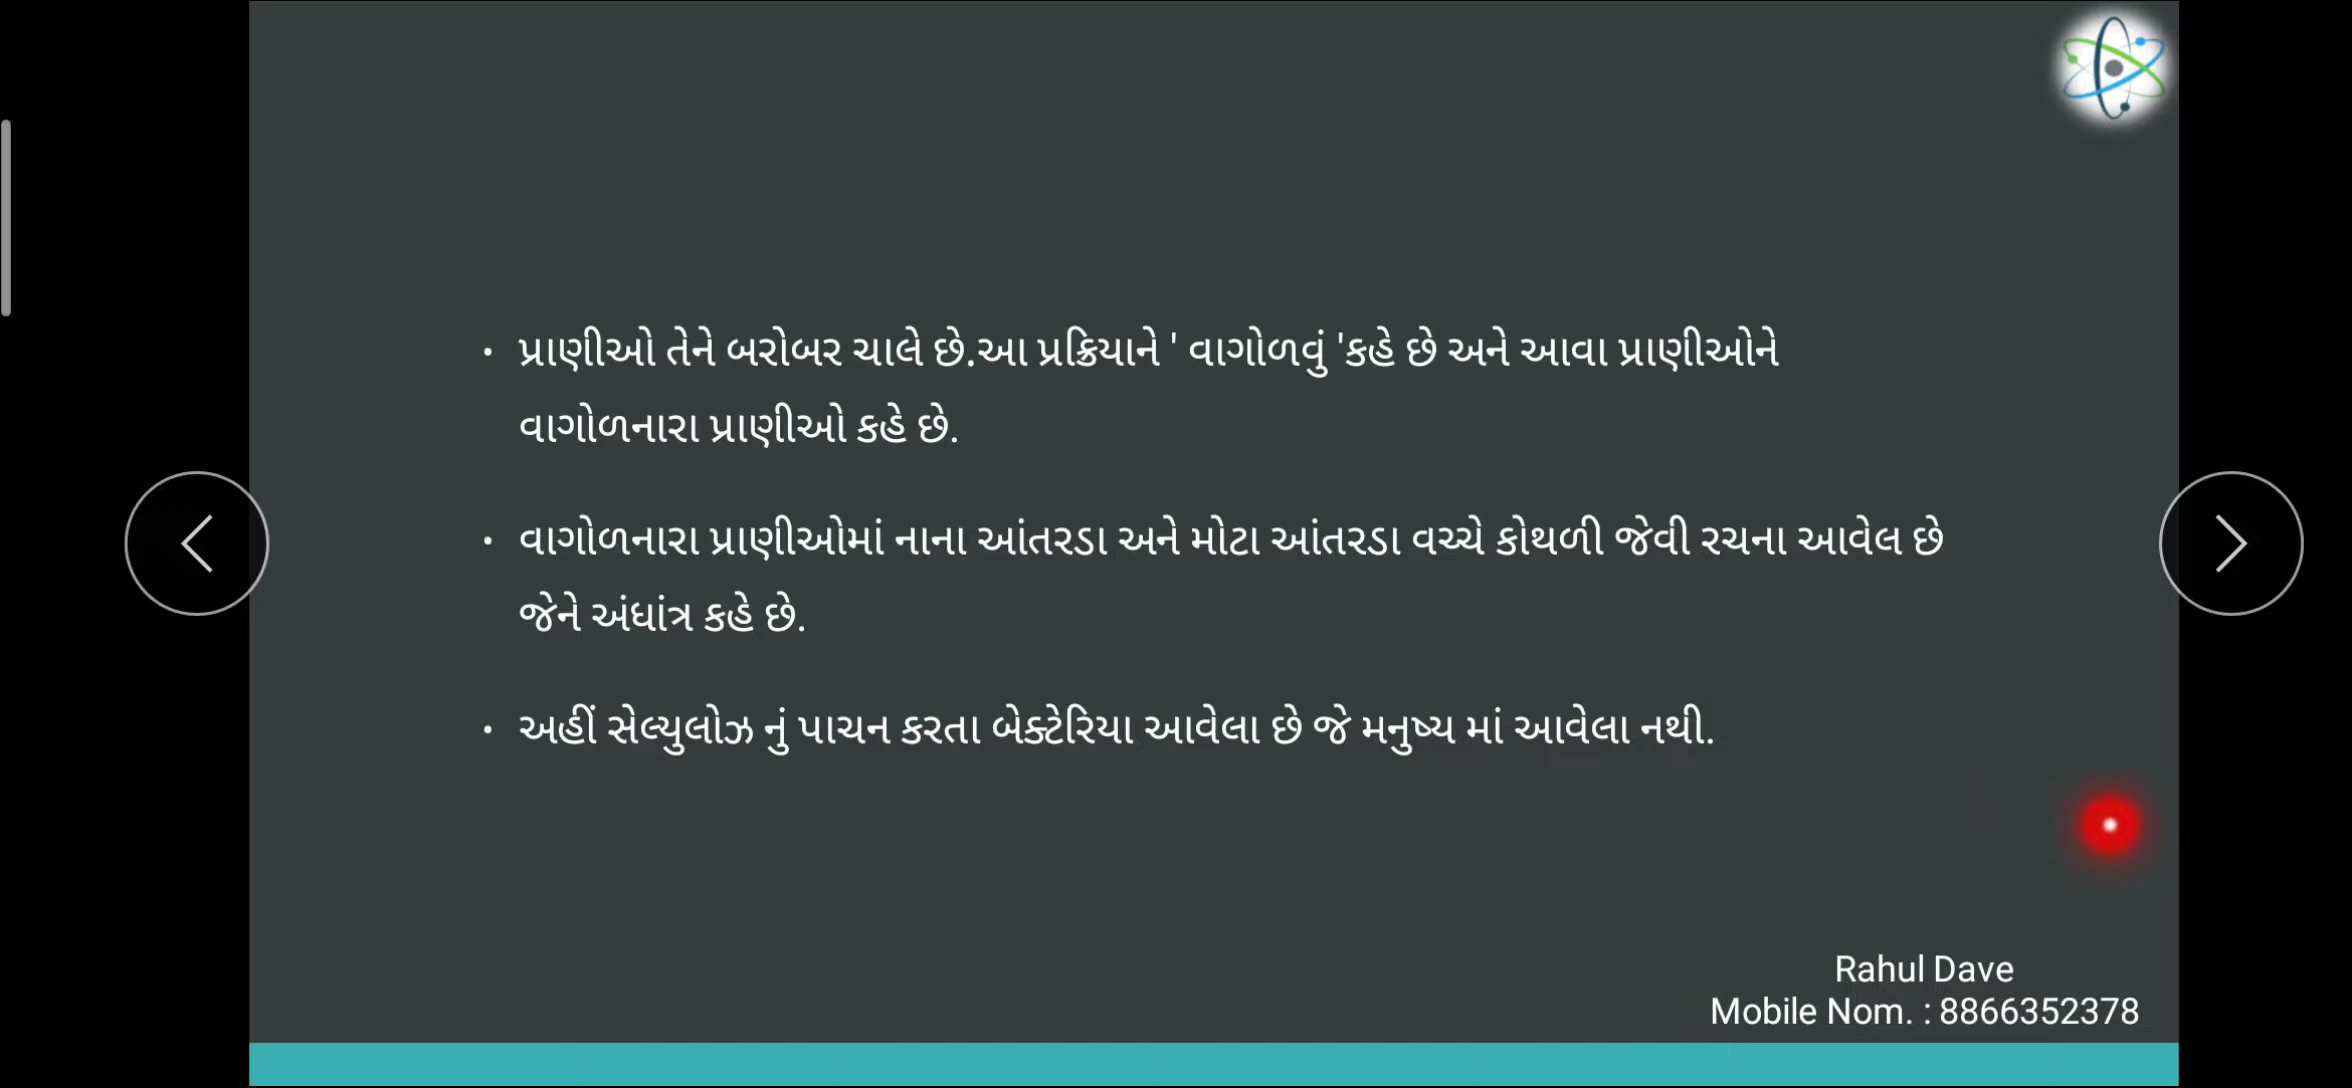 • પ્રાણીઓ તેને બરોબર ચાલે છે.આ પ્રક્રિયાને ' વાગોળવું 'કહે છે અને આવા પ્રાણીઓને
વાગોળનારા પ્રાણીઓ કહે છે.
• વાગોળનારા પ્રાણીઓમાં નાના આંતરડા અને મોટા આંતરડા વચ્ચે કોથળી જેવી રચના આવેલ છે
જેને અંધાંત્ર કહે છે.
• અહીં સેલ્યુલોઝ નું પાચન કરતા બેક્ટેરિયા આવેલા છે જે મનુષ્ય માં આવેલા નથી.
Rahul Dave
Mobile Nom. : 8866352378